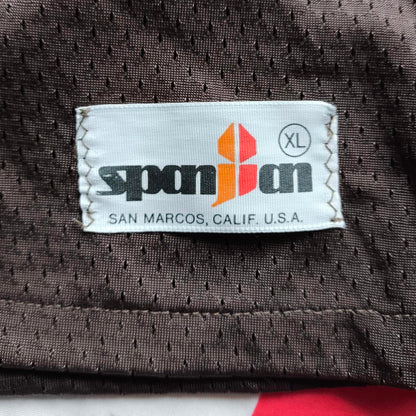 XL
spanjian
SAN MARCOS, CALIF. U.S.A.